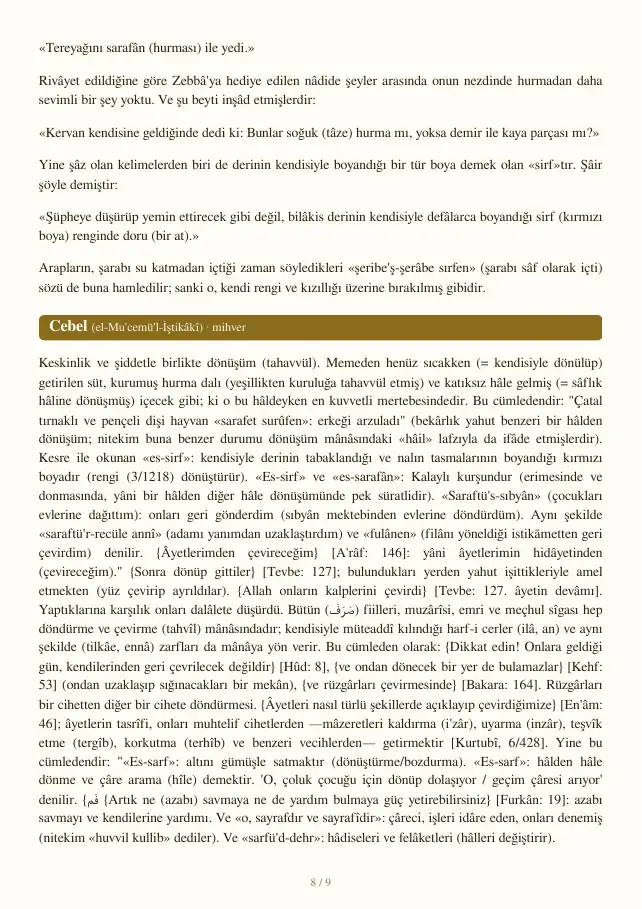 «Tereyağını sarafân (hurması) ile yedi.»
Rivâyet edildiğine göre Zebbâ'ya hediye edilen nâdide şeyler arasında onun nezdinde hurmadan daha
sevimli bir şey yoktu. Ve şu beyti inşâd etmişlerdir:
«Kervan kendisine geldiğinde dedi ki: Bunlar soğuk (tâze) hurma mı, yoksa demir ile kaya parçası mı?»
Yine şâz olan kelimelerden biri de derinin kendisiyle boyandığı bir tür boya demek olan «sirf»tır. Şâir
şöyle demiştir:
«Şüpheye düşürüp yemin ettirecek gibi değil, bilâkis derinin kendisiyle defâlarca boyandığı sirf (kırmızı
boya) renginde doru (bir at).»
Arapların, şarabı su katmadan içtiği zaman söyledikleri «şeribe'ş-şerâbe sırfen» (şarabı sâf olarak içti)
sözü de buna hamledilir; sanki o, kendi rengi ve kızıllığı üzerine bırakılmış gibidir.
Cebel (el-Mu'cemü'l-İştikâkî) · mihver
Keskinlik ve şiddetle birlikte dönüşüm (tahavvül). Memeden henüz sıcakken (= kendisiyle dönülüp)
getirilen süt, kurumuş hurma dalı (yeşillikten kuruluğa tahavvül etmiş) ve katıksız hâle gelmiş (= sâflık
hâline dönüşmüş) içecek gibi; ki o bu hâldeyken en kuvvetli mertebesindedir. Bu cümledendir: "Çatal
tırnaklı ve pençeli dişi hayvan «sarafet surûfen»: erkeği arzuladı" (bekârlık yahut benzeri bir hâlden
dönüşüm; nitekim buna benzer durumu dönüşüm mânâsındaki «hâil» lafzıyla da ifâde etmişlerdir).
Kesre ile okunan «es-sirf»: kendisiyle derinin tabaklandığı ve nalın tasmalarının boyandığı kırmızı
boyadır (rengi (3/1218) dönüştürür). «Es-sirf» ve «es-sarafân»: Kalaylı kurşundur (erimesinde ve
donmasında, yâni bir hâlden diğer hâle dönüşümünde pek süratlidir). «Saraftü's-sıbyân» (çocukları
evlerine dağıttım): onları geri gönderdim (sıbyân mektebinden evlerine döndürdüm). Aynı şekilde
«saraftü'r-recüle annî» (adamı yanımdan uzaklaştırdım) ve «fulânen» (filânı yöneldiği istikâmetten geri
çevirdim) denilir. {Âyetlerimden çevireceğim} [A'râf: 146]: yâni âyetlerimin hidâyetinden
(çevireceğim)." {Sonra dönüp gittiler} [Tevbe: 127]; bulundukları yerden yahut işittikleriyle amel
etmekten (yüz çevirip ayrıldılar). {Allah onların kalplerini çevirdi} [Tevbe: 127. âyetin devâmı].
Yaptıklarına karşılık onları dalâlete düşürdü. Bütün (صَرَفَ) fiilleri, muzârîsi, emri ve meçhul sîgası hep
döndürme ve çevirme (tahvîl) mânâsındadır; kendisiyle müteaddî kılındığı harf-i cerler (ilâ, an) ve aynı
şekilde (tilkâe, ennâ) zarfları da mânâya yön verir. Bu cümleden olarak: {Dikkat edin! Onlara geldiği
gün, kendilerinden geri çevrilecek değildir} [Hûd: 8], {ve ondan dönecek bir yer de bulamazlar} [Kehf:
53] (ondan uzaklaşıp sığınacakları bir mekân), {ve rüzgârları çevirmesinde} [Bakara: 164]. Rüzgârları
bir cihetten diğer bir cihete döndürmesi. {Âyetleri nasıl türlü şekillerde açıklayıp çevirdiğimize} [En'âm:
46]; âyetlerin tasrîfi, onları muhtelif cihetlerden —mâzeretleri kaldırma (i'zâr), uyarma (inzâr), teşvîk
etme (tergîb), korkutma (terhîb) ve benzeri vecihlerden— getirmektir [Kurtubî, 6/428]. Yine bu
cümledendir: "«Es-sarf»: altını gümüşle satmaktır (dönüştürme/bozdurma). «Es-sarf»: hâlden hâle
dönme ve çâre arama (hîle) demektir. 'O, çoluk çocuğu için dönüp dolaşıyor / geçim çâresi arıyor'
denilir. {فَم {Artık ne (azabı) savmaya ne de yardım bulmaya güç yetirebilirsiniz} [Furkân: 19]: azabı
savmayı ve kendilerine yardımı. Ve «o, sayrafdır ve sayrafîdir»: çâreci, işleri idâre eden, onları denemiş
(nitekim «huvvil kullib» dediler). Ve «sarfü'd-dehr»: hâdiseleri ve felâketleri (hâlleri değiştirir).
8 / 9